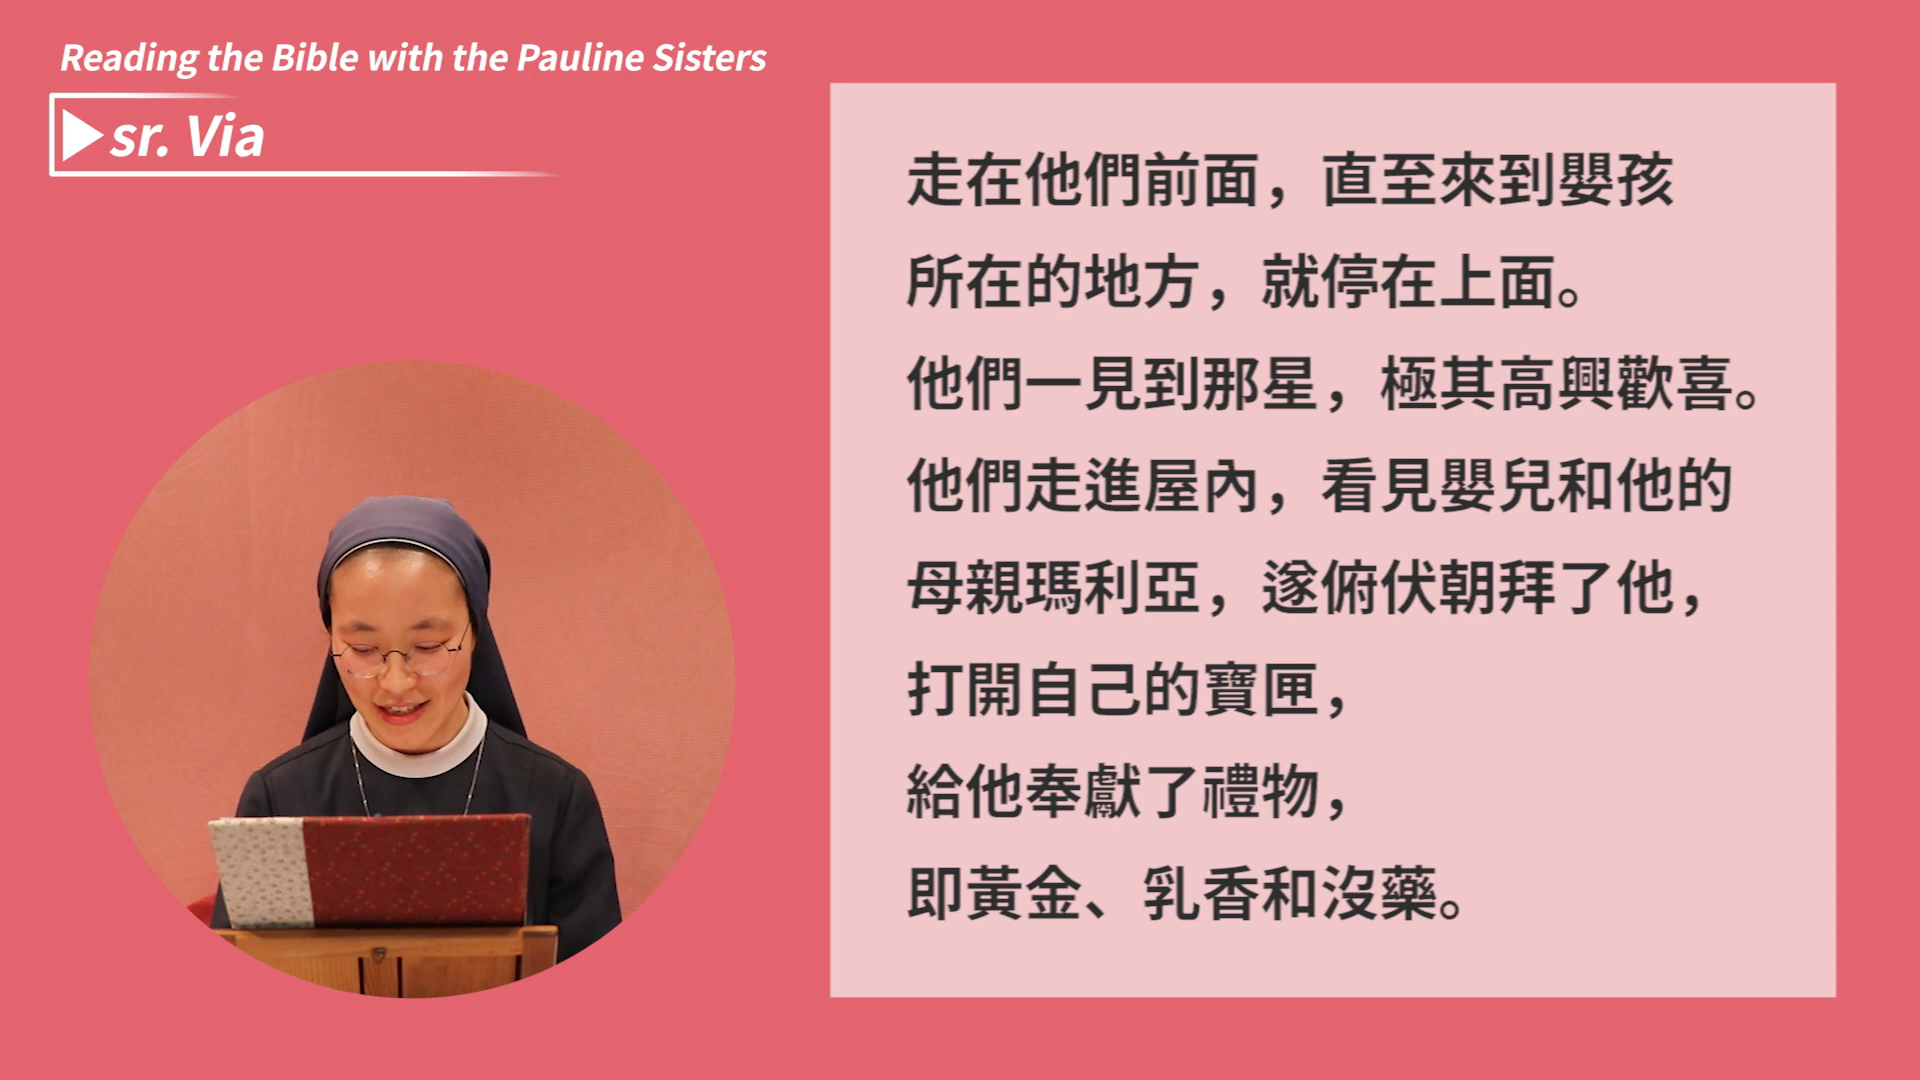 Reading the Bible with the Pauline Sisters
sr. Via
走在他們前面，直至來到嬰孩
所在的地方，就停在上面。
他們一見到那星，極其高興歡喜。
他們走進屋內，看見嬰兒和他的
母親瑪利亞，遂俯伏朝拜了他，
打開自己的寶匣，
給他奉獻了禮物，
即黃金、乳香和沒藥。